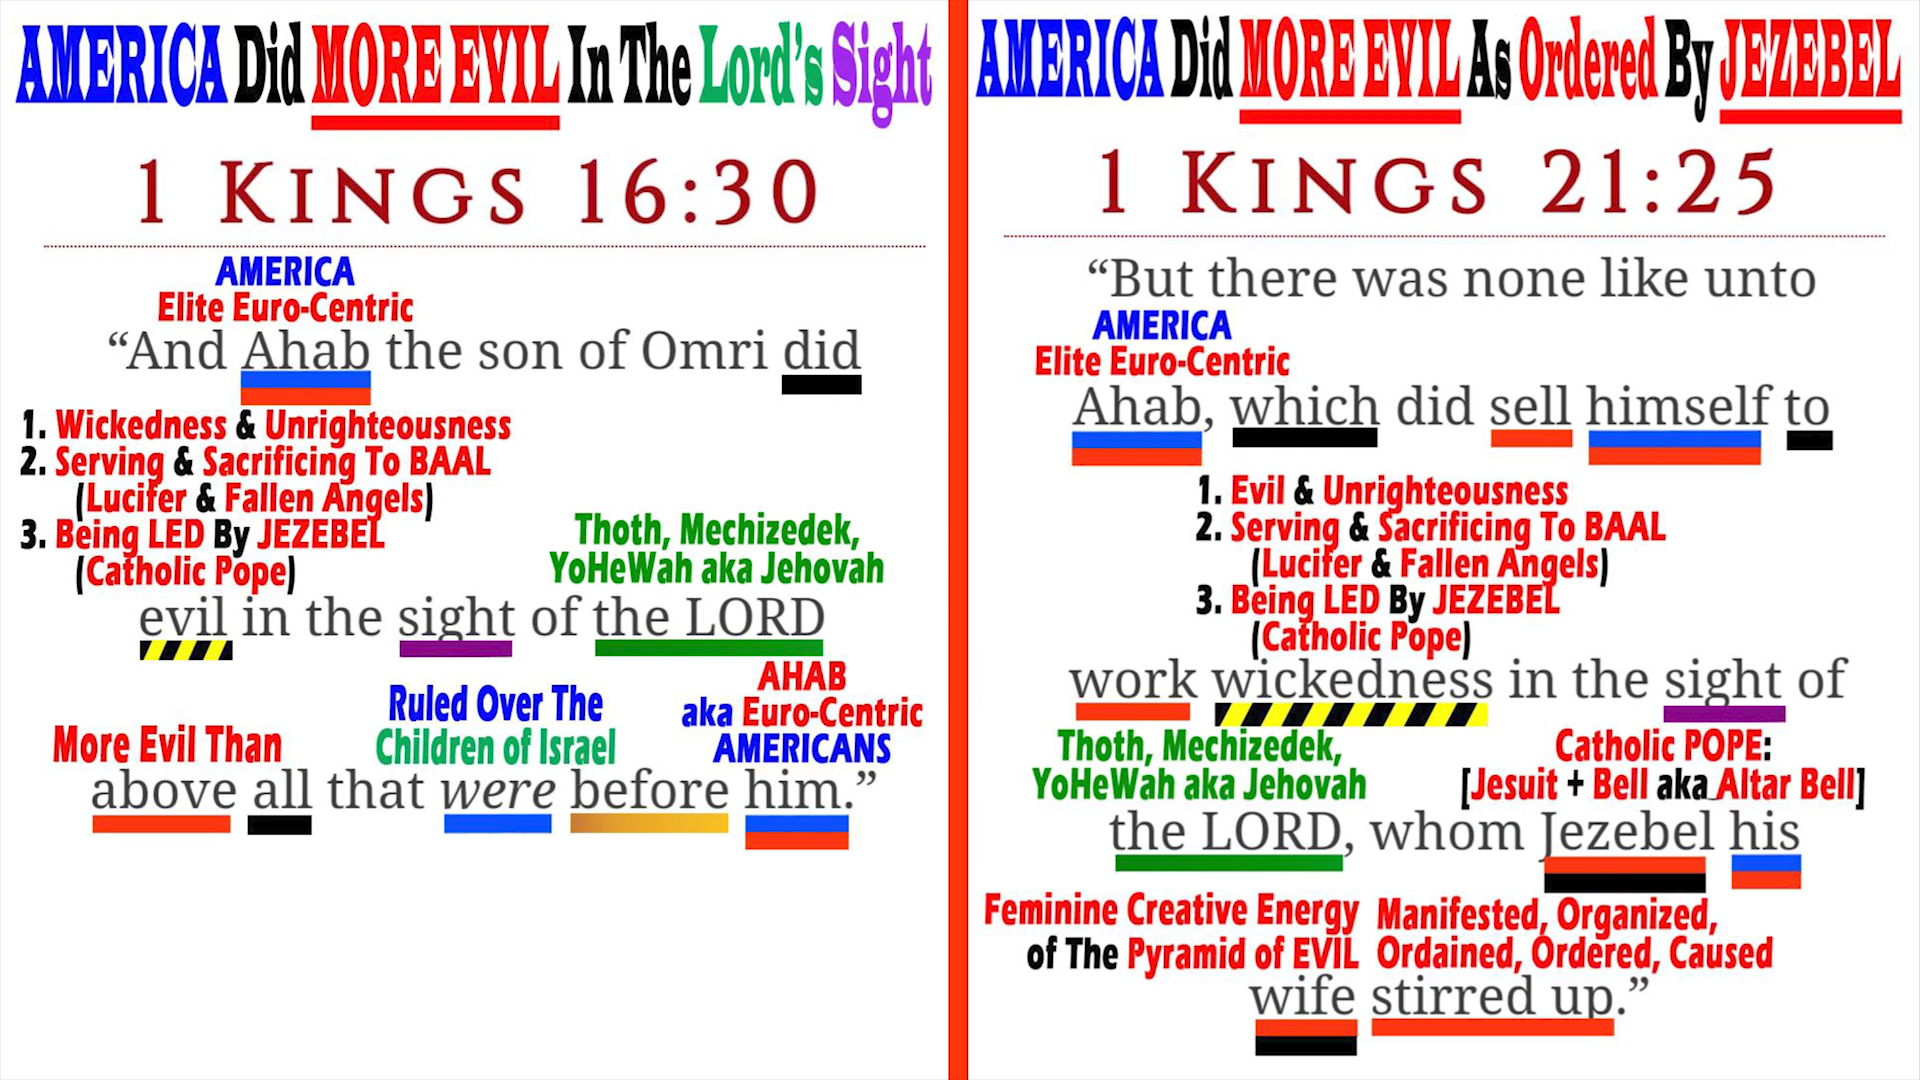 AMERICA Did MORE EVIL In The Lord's Sight
1 KINGS 16:30
AMERICA
Elite Euro-Centric
“And Ahab the son of Omri did
1. Wickedness & Unrighteousness
2. Serving & Sacrificing To BAAL
(Lucifer & Fallen Angels)
3. Being LED By JEZEBEL
(Catholic Pope)
Thoth, Mechizedek,
YoHeWah aka Jehovah
evil in the sight of the LORD
More Evil Than
Ruled Over The
Children of Israel
AHAB
aka Euro-Centric
AMERICANS
above all that were before him.”
AMERICA Did MORE EVIL As Ordered By JEZEBEL
1 KINGS 21:25
“But there was none like unto
AMERICA
Elite Euro-Centric
Ahab, which did sell himself to
1. Evil & Unrighteousness
2. Serving & Sacrificing To BAAL
(Lucifer & Fallen Angels)
3. Being LED By JEZEBEL
(Catholic Pope)
work wickedness in the sight of
Thoth, Mechizedek,
YoHeWah aka Jehovah
Catholic POPE:
[Jesuit + Bell aka Altar Bell]
the LORD, whom Jezebel his
Feminine Creative Energy
of The Pyramid of EVIL
Manifested, Organized,
Ordained, Ordered, Caused
wife stirred up.”